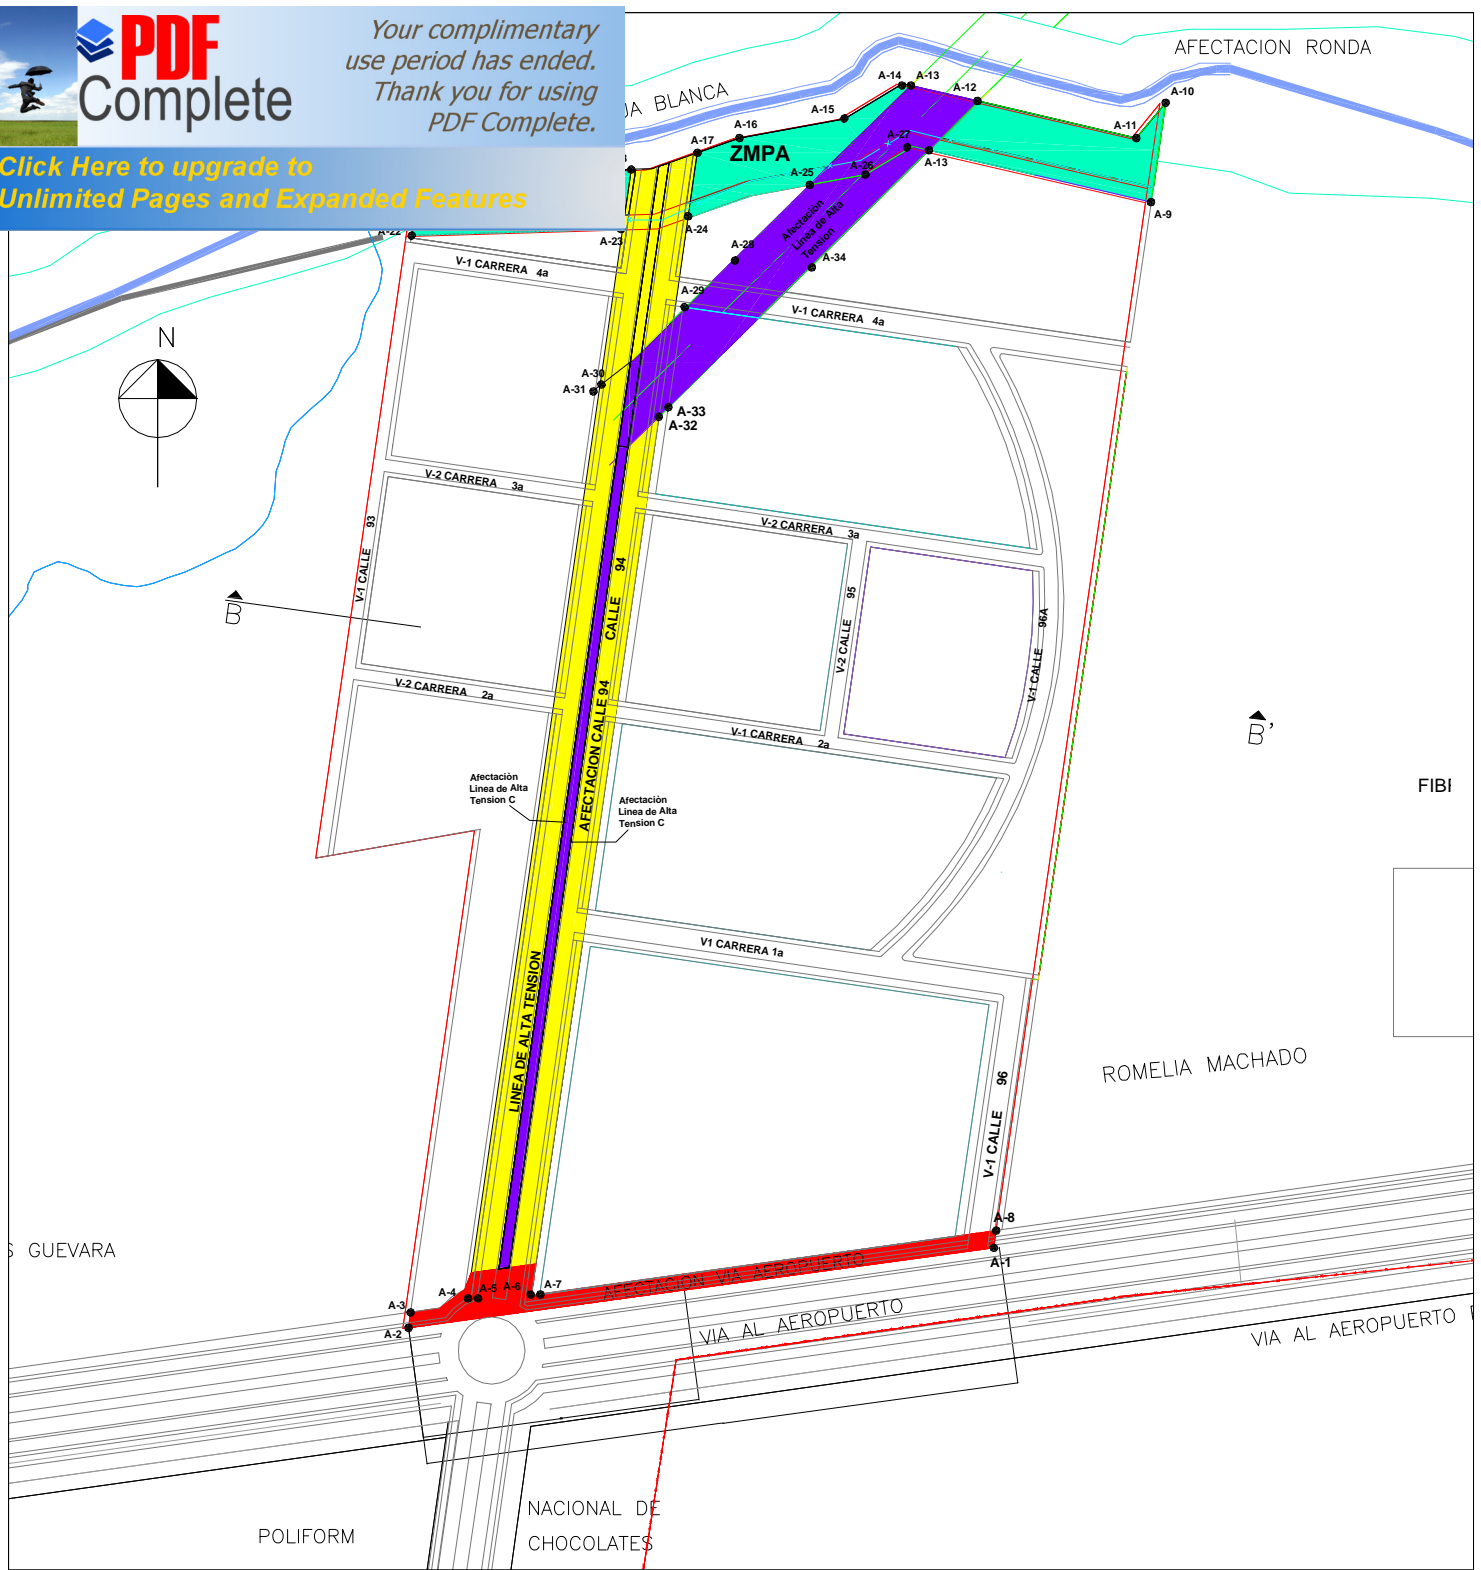 PDF
Complete
Your complimentary
use period has ended.
Thank you for using
PDF Complete.
Click Here to upgrade to
Unlimited Pages and Expanded Features
AFECTACION RONDA
JA BLANCA
A-14
A-13
A-12
A-10
A-15
A-11
A-16
A-17
ZMPA
A-27
A-13
A-26
A-25
A-9
A-24
A-23
A-22
Afectaciòn
Linea de Alta
Tension
A-28
A-34
A-29
V-1 CARRERA 4a
V-1 CARRERA 4a
N
A-30
A-31
A-33
A-32
V-2 CARRERA 3a
V-2 CARRERA 3a
V-1 CALLE 93
CALLE 94
V-2 CALLE 95
V-1 CALLE 96A
B
V-2 CARRERA 2a
V-1 CARRERA 2a
B'
AFECTACION CALLE 94
Afectaciòn
Linea de Alta
Tension C
Afectaciòn
Linea de Alta
Tension C
FIBI
V1 CARRERA 1a
LINEA DE ALTA TENSION
ROMELIA MACHADO
V-1 CALLE 96
A-8
A-1
S GUEVARA
A-4
A-5
A-6
A-7
A-3
A-2
AFECTACION VIA AEROPUERTO
VIA AL AEROPUERTO
VIA AL AEROPUERTO
NACIONAL DE
CHOCOLATES
POLIFORM